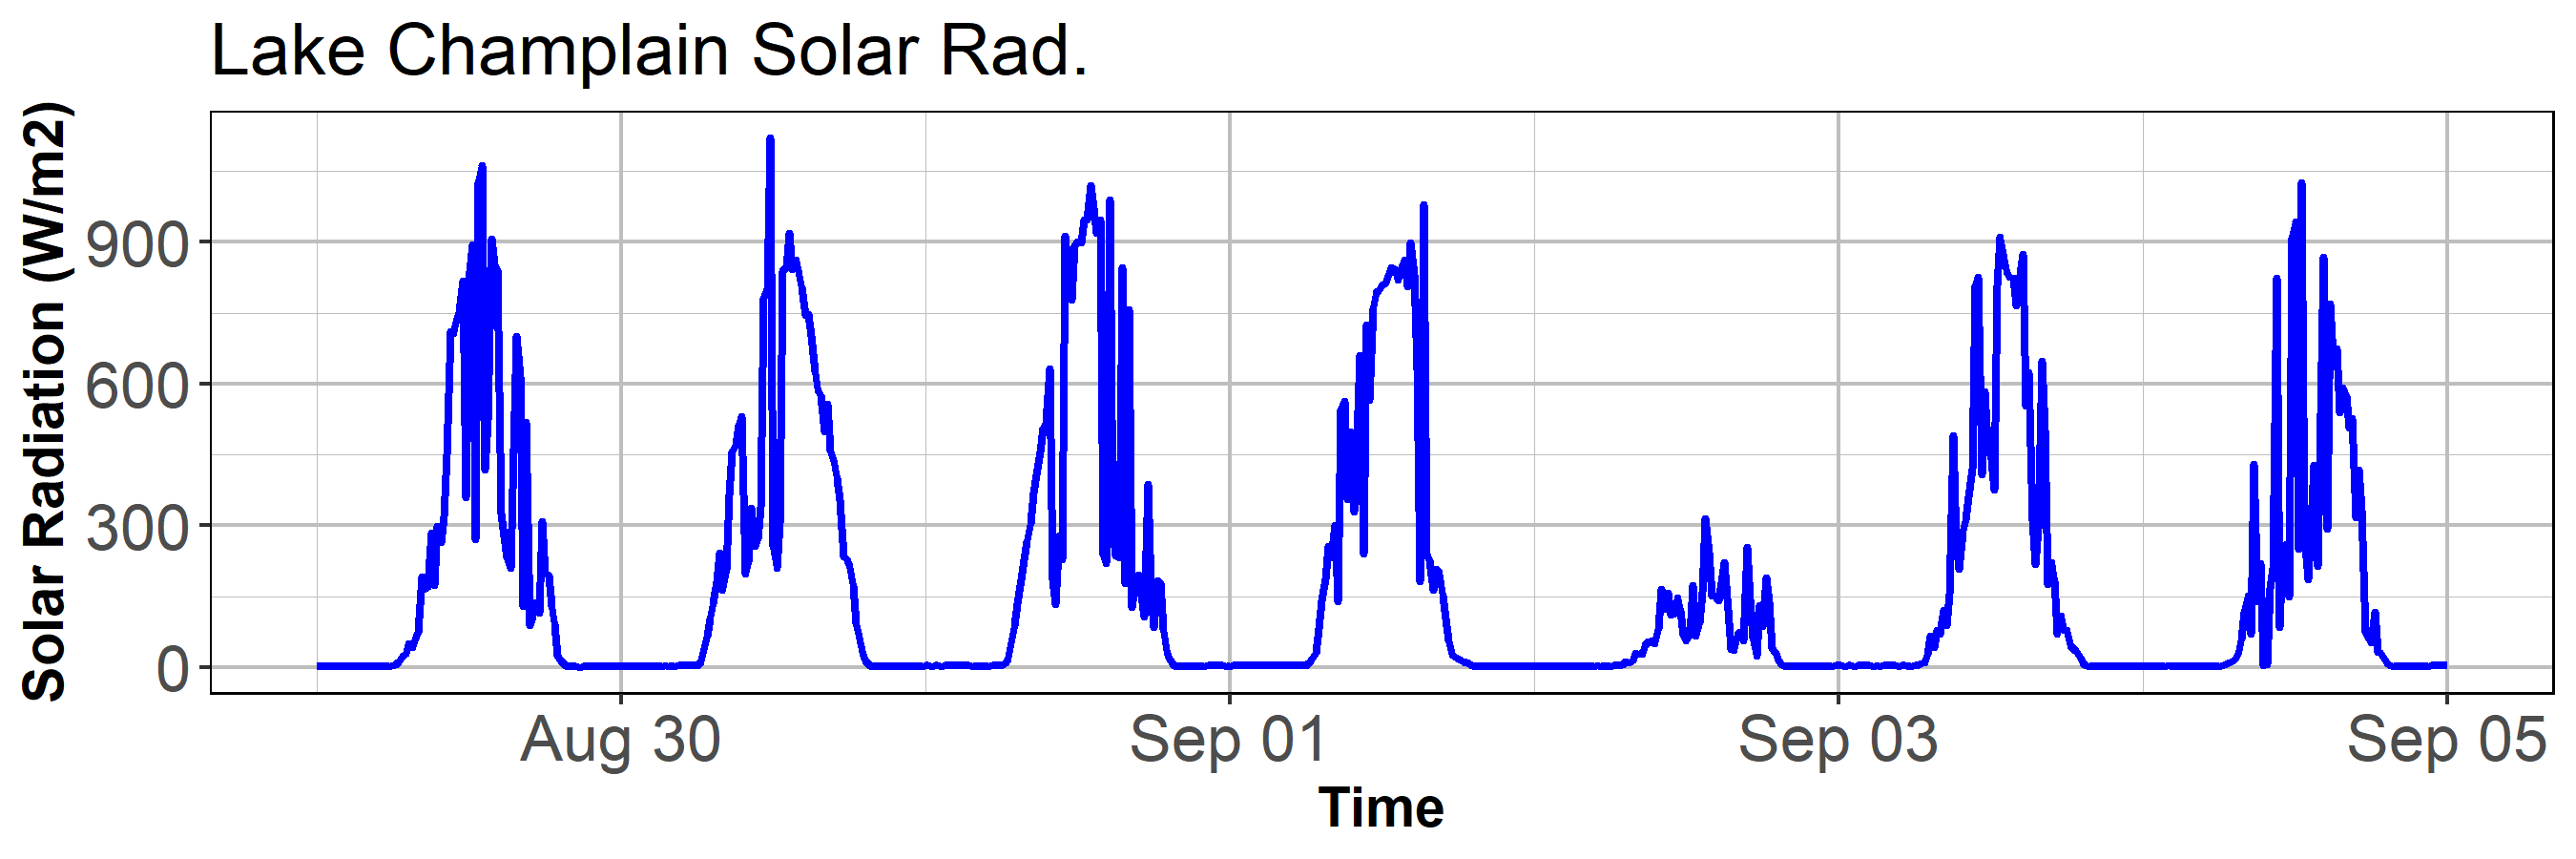 Lake Champlain Solar Rad.
Solar Radiation (W/m2)
900
600
300
0
Aug 30
Sep 01
Sep 03
Sep 05
Time